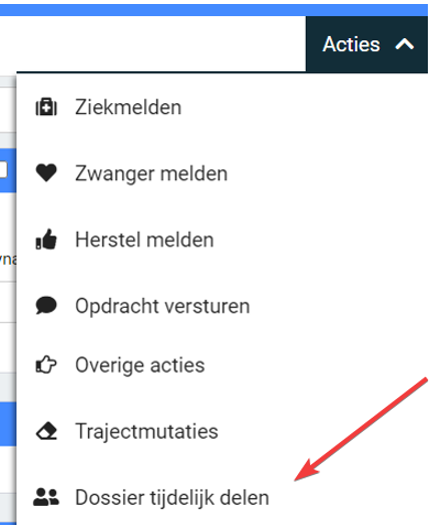 Acties
Ziekmelden
Zwanger melden
Herstel melden
Opdracht versturen
Overige acties
Trajectmutaties
Dossier tijdelijk delen